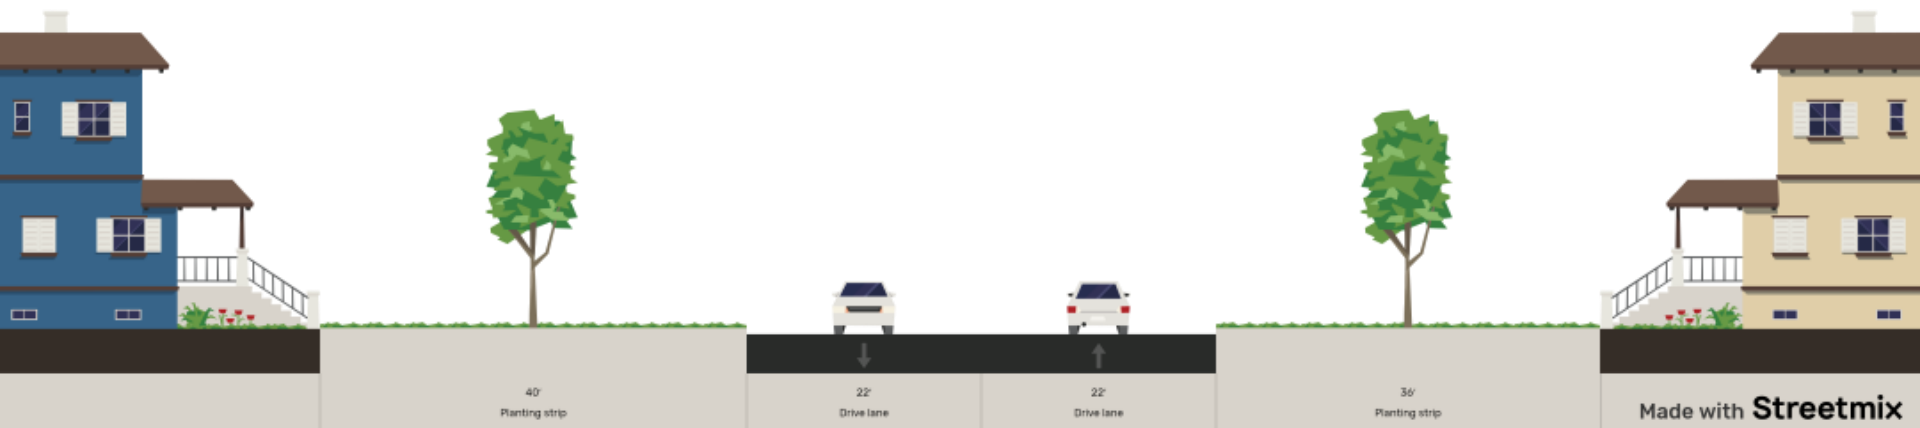 40'
Planting strip
22'
Drive lane
22'
Drive lane
36'
Planting strip
Made with Streetmix